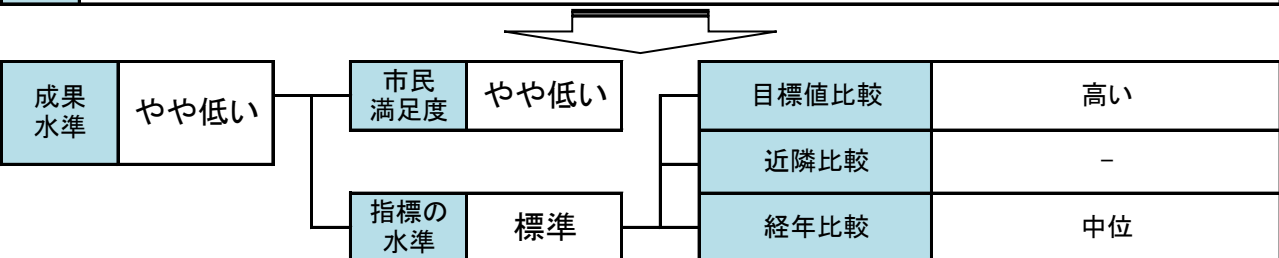 成果
水準
やや低い
市民
満足度
やや低い
指標の
水準
標準
目標値比較
高い
近隣比較
－
経年比較
中位